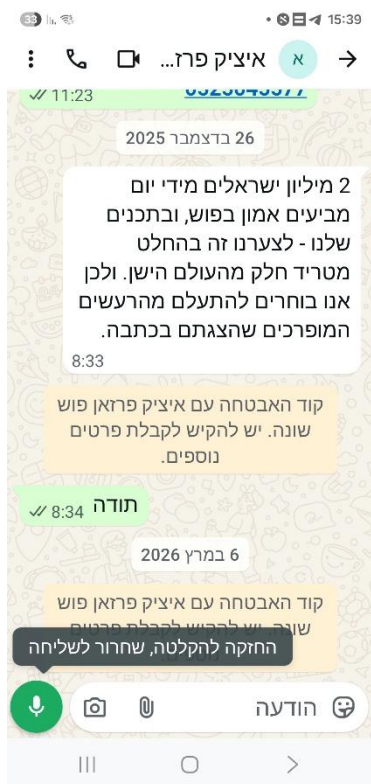 33
15:39
איציק פרז...
א
11:23
26 בדצמבר 2025
2 מיליון ישראלים מידי יום
מביעים אמון בפוש, ובתכנים
שלנו - לצערנו זה בהחלט
מטריד חלק מהעולם הישן. ולכן
אנו בוחרים להתעלם מהרעשים
המופרכים שהצגתם בכתבה.
8:33
קוד האבטחה עם איציק פרזאן פוש
שונה. יש להקיש לקבלת פרטים
נוספים.
תודה
8:34
6 במרץ 2026
קוד האבטחה עם איציק פרזאן פוש
החזקה להקלטה, שחרור לשליחה
הודעה